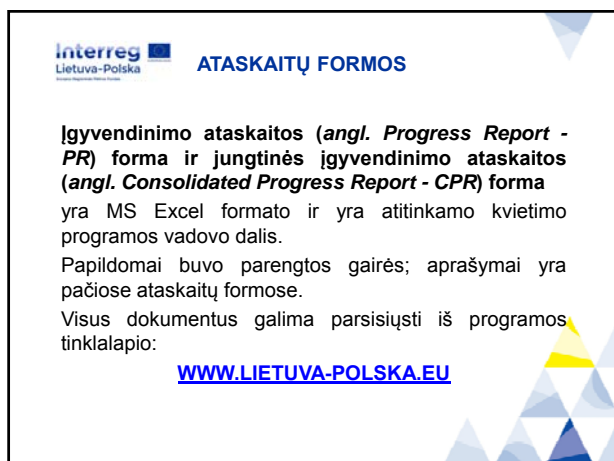 Interreg
Lietuva-Polska
ATASKAITŲ FORMOS
Įgyvendinimo ataskaitos (angl. Progress Report -
PR) forma ir jungtinės įgyvendinimo ataskaitos
(angl. Consolidated Progress Report - CPR) forma
yra MS Excel formato ir yra atitinkamo kvietimo
programos vadovo dalis.
Papildomai buvo parengtos gairės; aprašymai yra
pačiose ataskaitų formose.
Visus dokumentus galima parsisiųsti iš programos
tinklalapio:
WWW.LIETUVA-POLSKA.EU